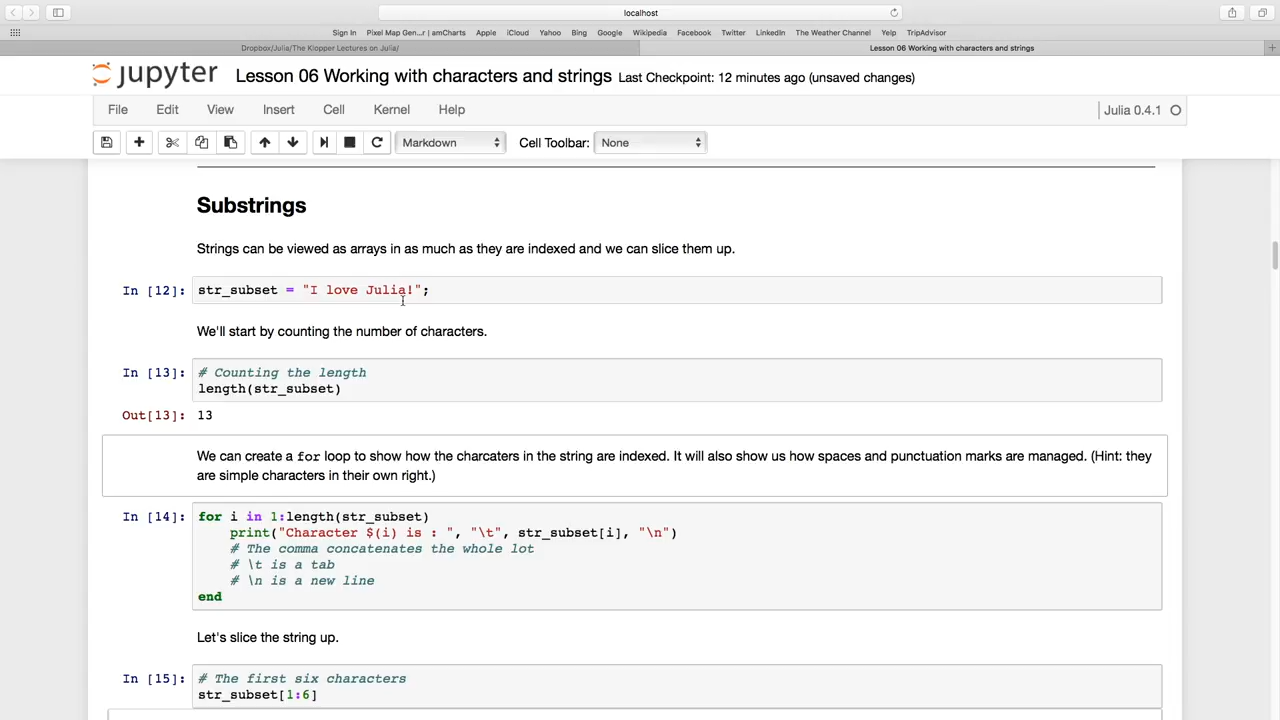 localhost
Sign In Pixel Map Gen...r | amCharts Apple iCloud Yahoo Bing Google Wikipedia Facebook Twitter LinkedIn The Weather Channel Yelp TripAdvisor
Dropbox/Julia/The Klopper Lectures on Julia/ Lesson 06 Working with characters and strings
jupyter Lesson 06 Working with characters and strings Last Checkpoint: 12 minutes ago (unsaved changes)
File Edit View Insert Cell Kernel Help Julia 0.4.1
Markdown Cell Toolbar: None
Substrings
Strings can be viewed as arrays in as much as they are indexed and we can slice them up.
In [12]: str_subset = "I love Julia!";
We'll start by counting the number of characters.
In [13]: # Counting the length
length(str_subset)
Out[13]: 13
We can create a for loop to show how the charcaters in the string are indexed. It will also show us how spaces and punctuation marks are managed. (Hint: they
are simple characters in their own right.)
In [14]: for i in 1:length(str_subset)
print("Character $(i) is : ", "\t", str_subset[i], "\n")
# The comma concatenates the whole lot
# \t is a tab
# \n is a new line
end
Let's slice the string up.
In [15]: # The first six characters
str_subset[1:6]